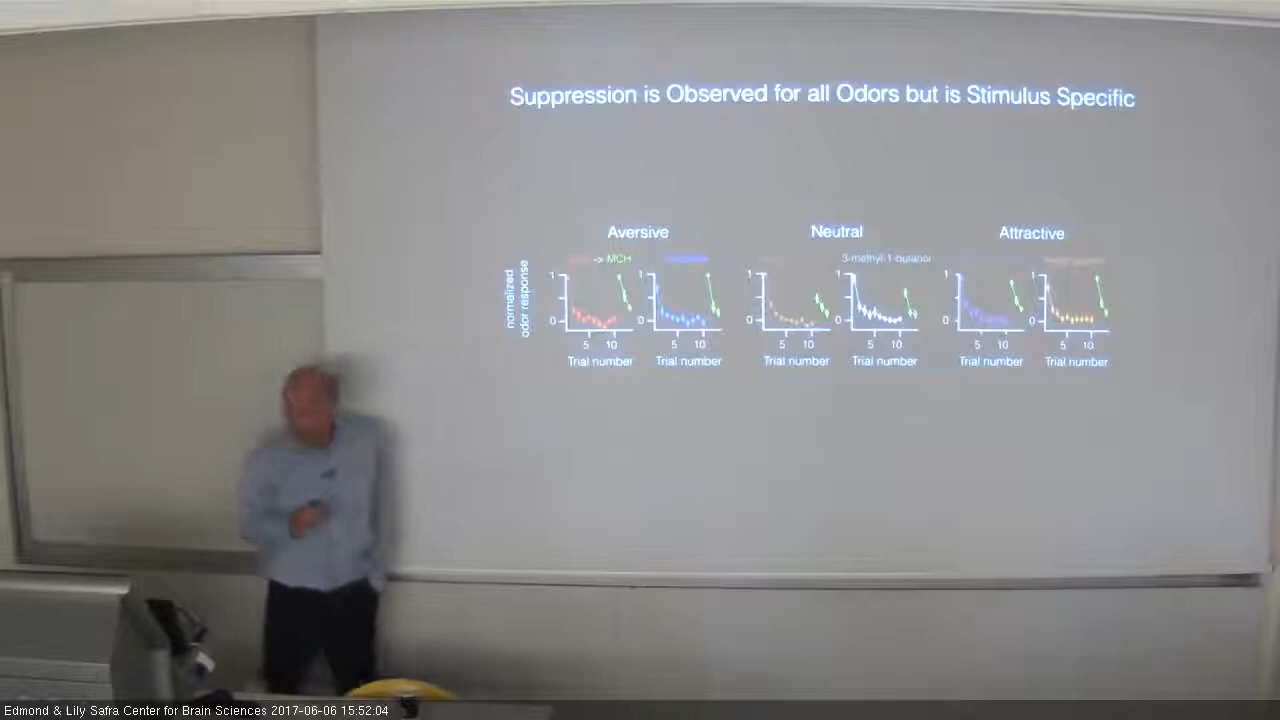 Suppression is Observed for all Odors but is Stimulus Specific
Aversive
Neutral
Attractive
-> MCH
3-methyl-1-butanol
normalized
odor response
1 1 1 1 1 1
0 0 0 0 0 0
5 10 5 10 5 10 5 10 5 10 5 10
Trial number Trial number Trial number Trial number Trial number Trial number
Edmond & Lily Safra Center for Brain Sciences 2017-06-06 15:52:04